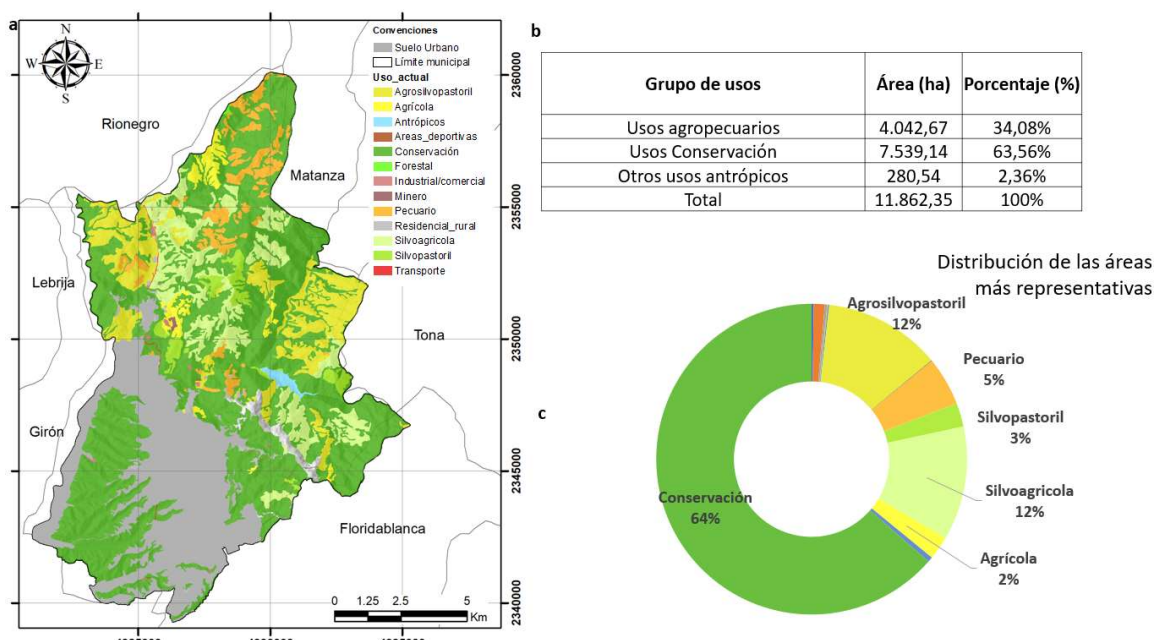 a
N
W E
S
Rionegro
Matanza
Lebrija
Tona
Girón
Floridablanca
Convenciones
Suelo Urbano
Límite municipal
Uso_actual
Agrosilvopastoril
Agrícola
Antrópicos
Areas_deportivas
Conservación
Forestal
Industrial/comercial
Minero
Pecuario
Residencial_rural
Silvoagricola
Silvopastoril
Transporte
2360000
2355000
2350000
2345000
2340000
0 1.25 2.5 5
Km
b
Grupo de usos Área (ha) Porcentaje (%)
Usos agropecuarios 4.042,67 34,08%
Usos Conservación 7.539,14 63,56%
Otros usos antrópicos 280,54 2,36%
Total 11.862,35 100%
c
Distribución de las áreas
más representativas
Agrosilvopastoril
12%
Pecuario
5%
Silvopastoril
3%
Silvoagricola
12%
Agrícola
2%
Conservación
64%